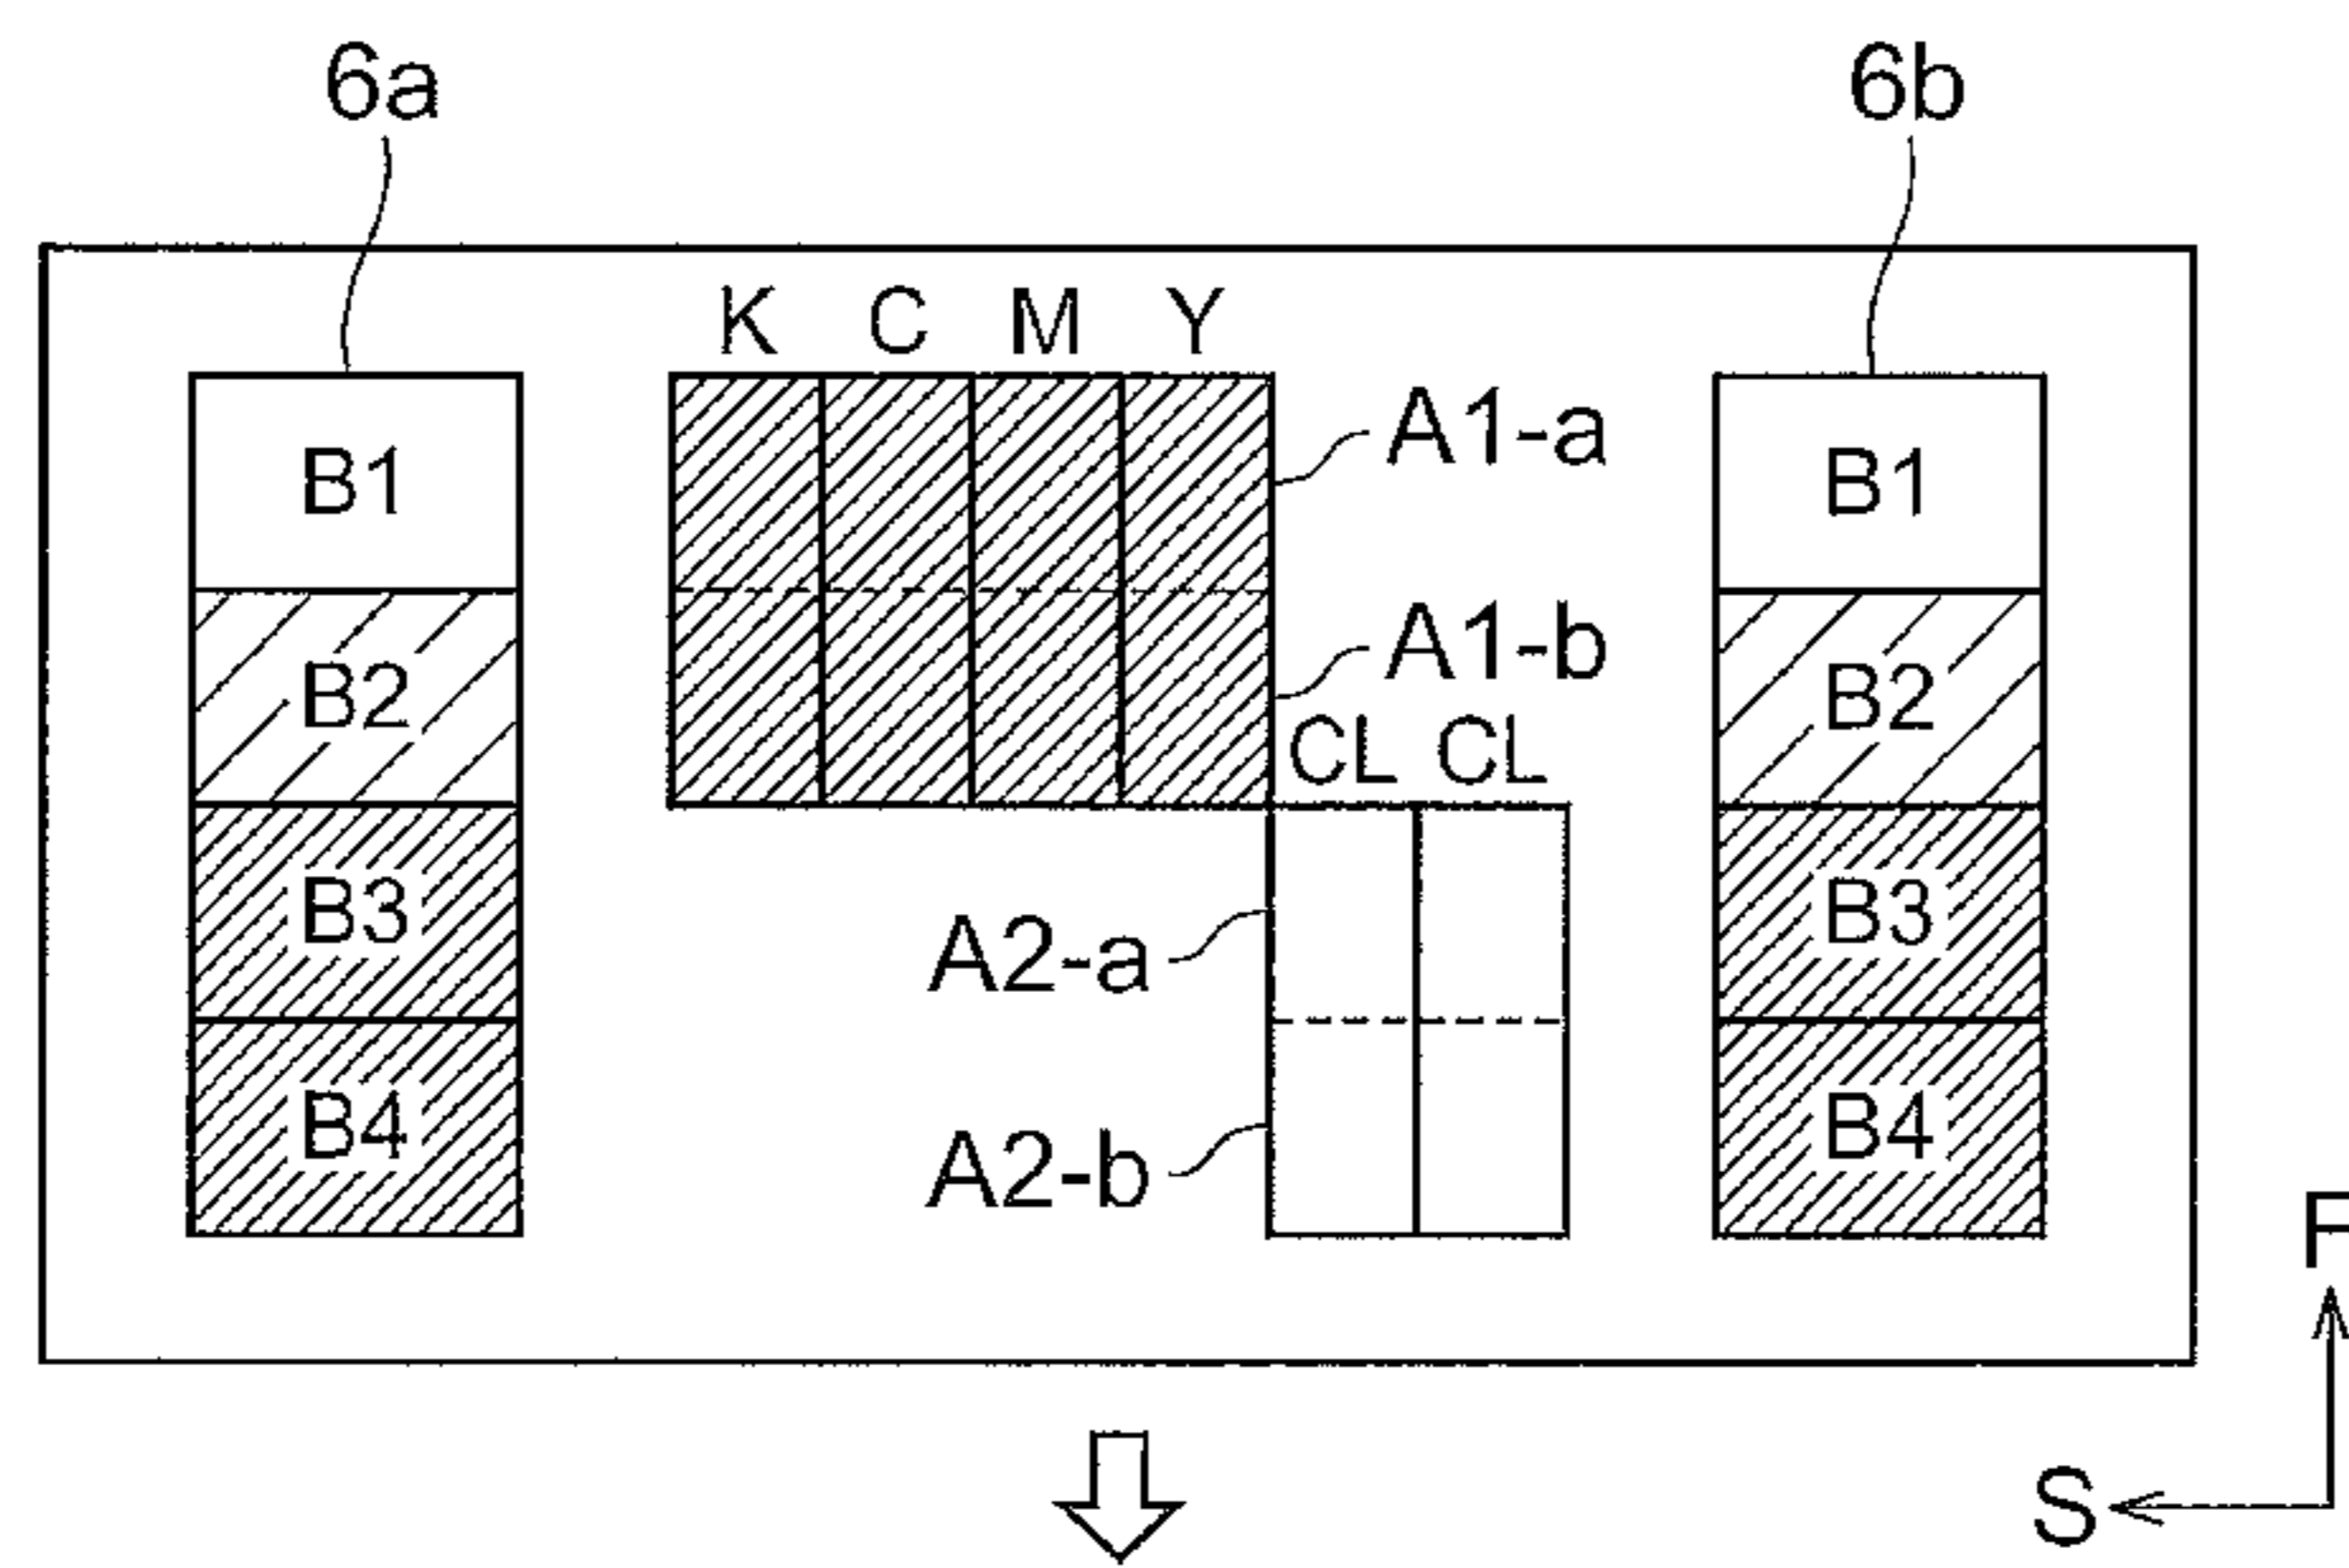 6a 6b
K C M Y
A1-a
B1 B1
A1-b
B2 B2
CL CL
B3 B3
A2-a
B4 B4
A2-b
F
S